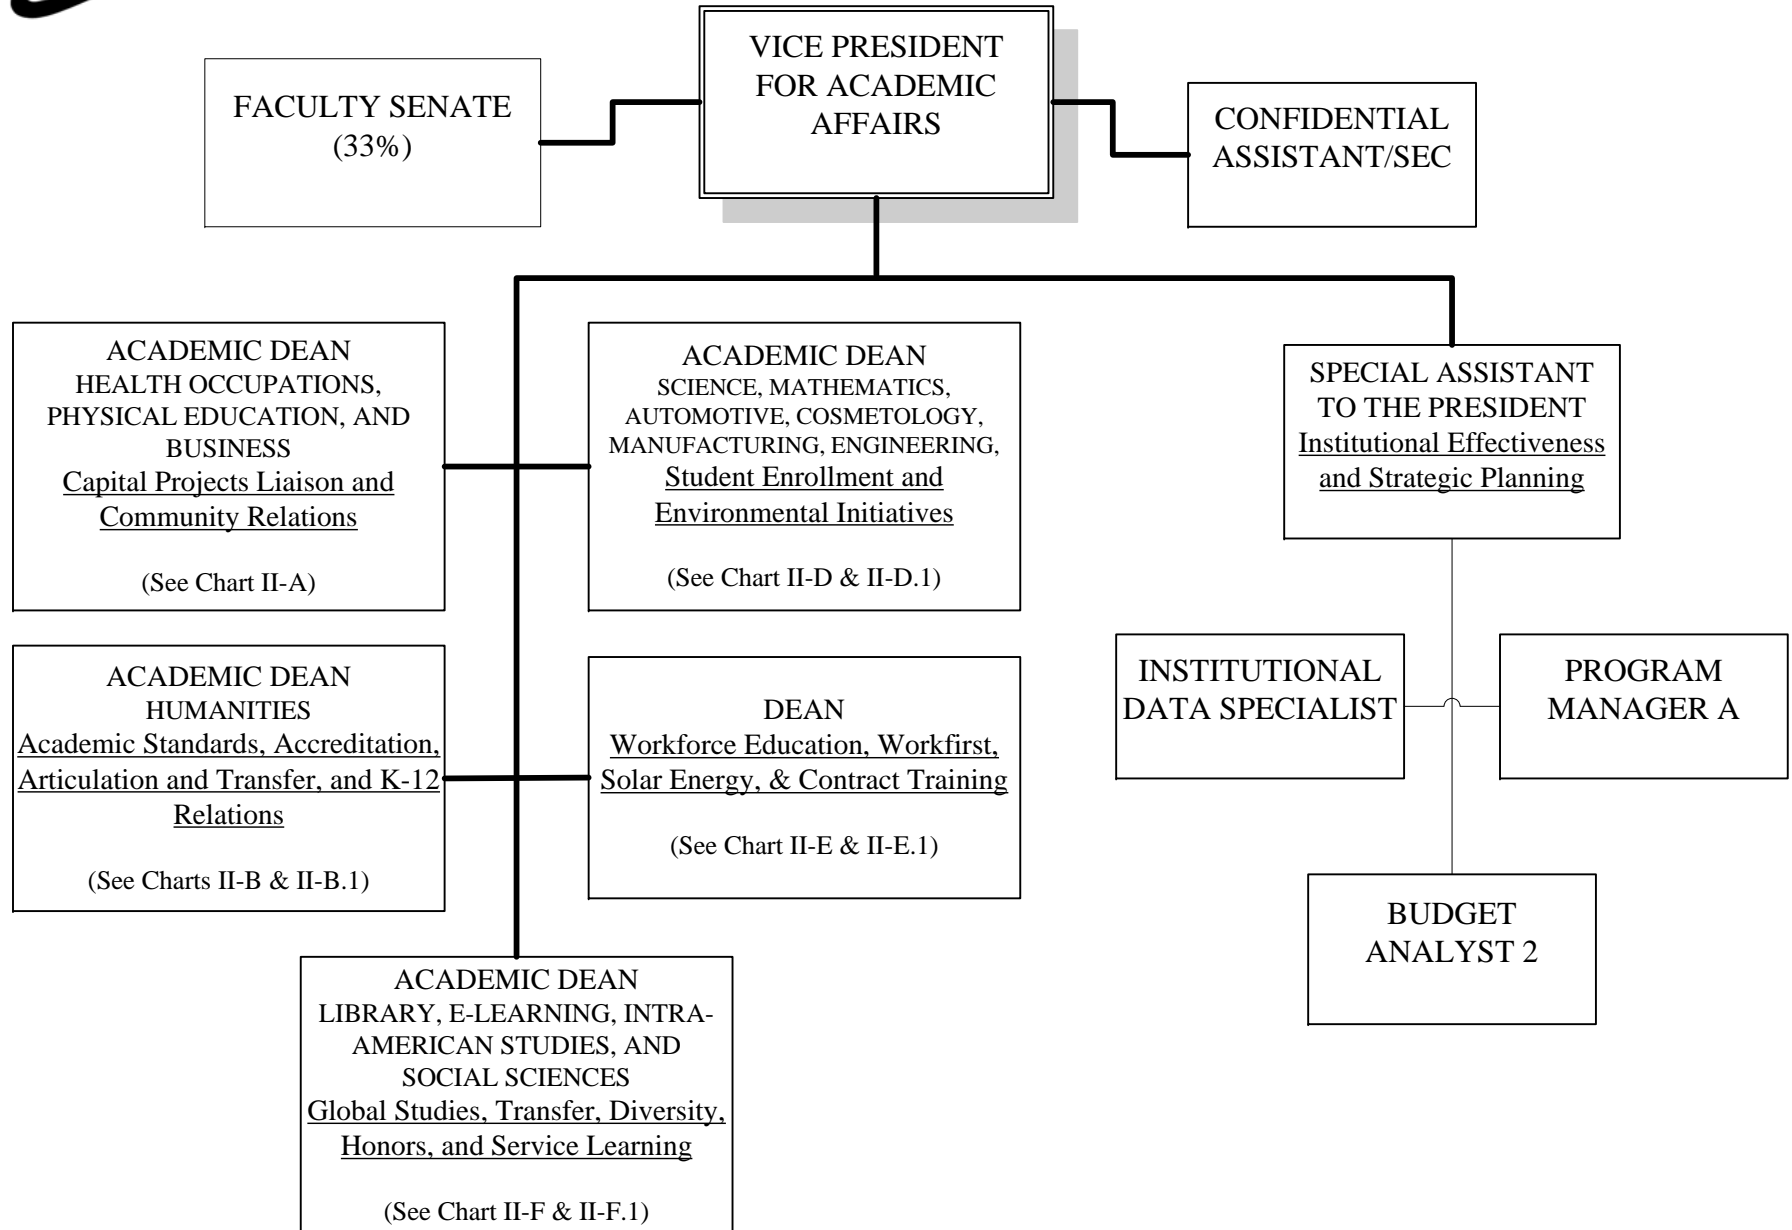 VICE PRESIDENT
FOR ACADEMIC
AFFAIRS
FACULTY SENATE
(33%)
CONFIDENTIAL
ASSISTANT/SEC
ACADEMIC DEAN
HEALTH OCCUPATIONS,
PHYSICAL EDUCATION, AND
BUSINESS
Capital Projects Liaison and
Community Relations
(See Chart II-A)
ACADEMIC DEAN
SCIENCE, MATHEMATICS,
AUTOMOTIVE, COSMETOLOGY,
MANUFACTURING, ENGINEERING,
Student Enrollment and
Environmental Initiatives
(See Chart II-D & II-D.1)
SPECIAL ASSISTANT
TO THE PRESIDENT
Institutional Effectiveness
and Strategic Planning
ACADEMIC DEAN
HUMANITIES
Academic Standards, Accreditation,
Articulation and Transfer, and K-12
Relations
(See Charts II-B & II-B.1)
DEAN
Workforce Education, Workfirst,
Solar Energy, & Contract Training
(See Chart II-E & II-E.1)
INSTITUTIONAL
DATA SPECIALIST
PROGRAM
MANAGER A
BUDGET
ANALYST 2
ACADEMIC DEAN
LIBRARY, E-LEARNING, INTRA-
AMERICAN STUDIES, AND
SOCIAL SCIENCES
Global Studies, Transfer, Diversity,
Honors, and Service Learning
(See Chart II-F & II-F.1)